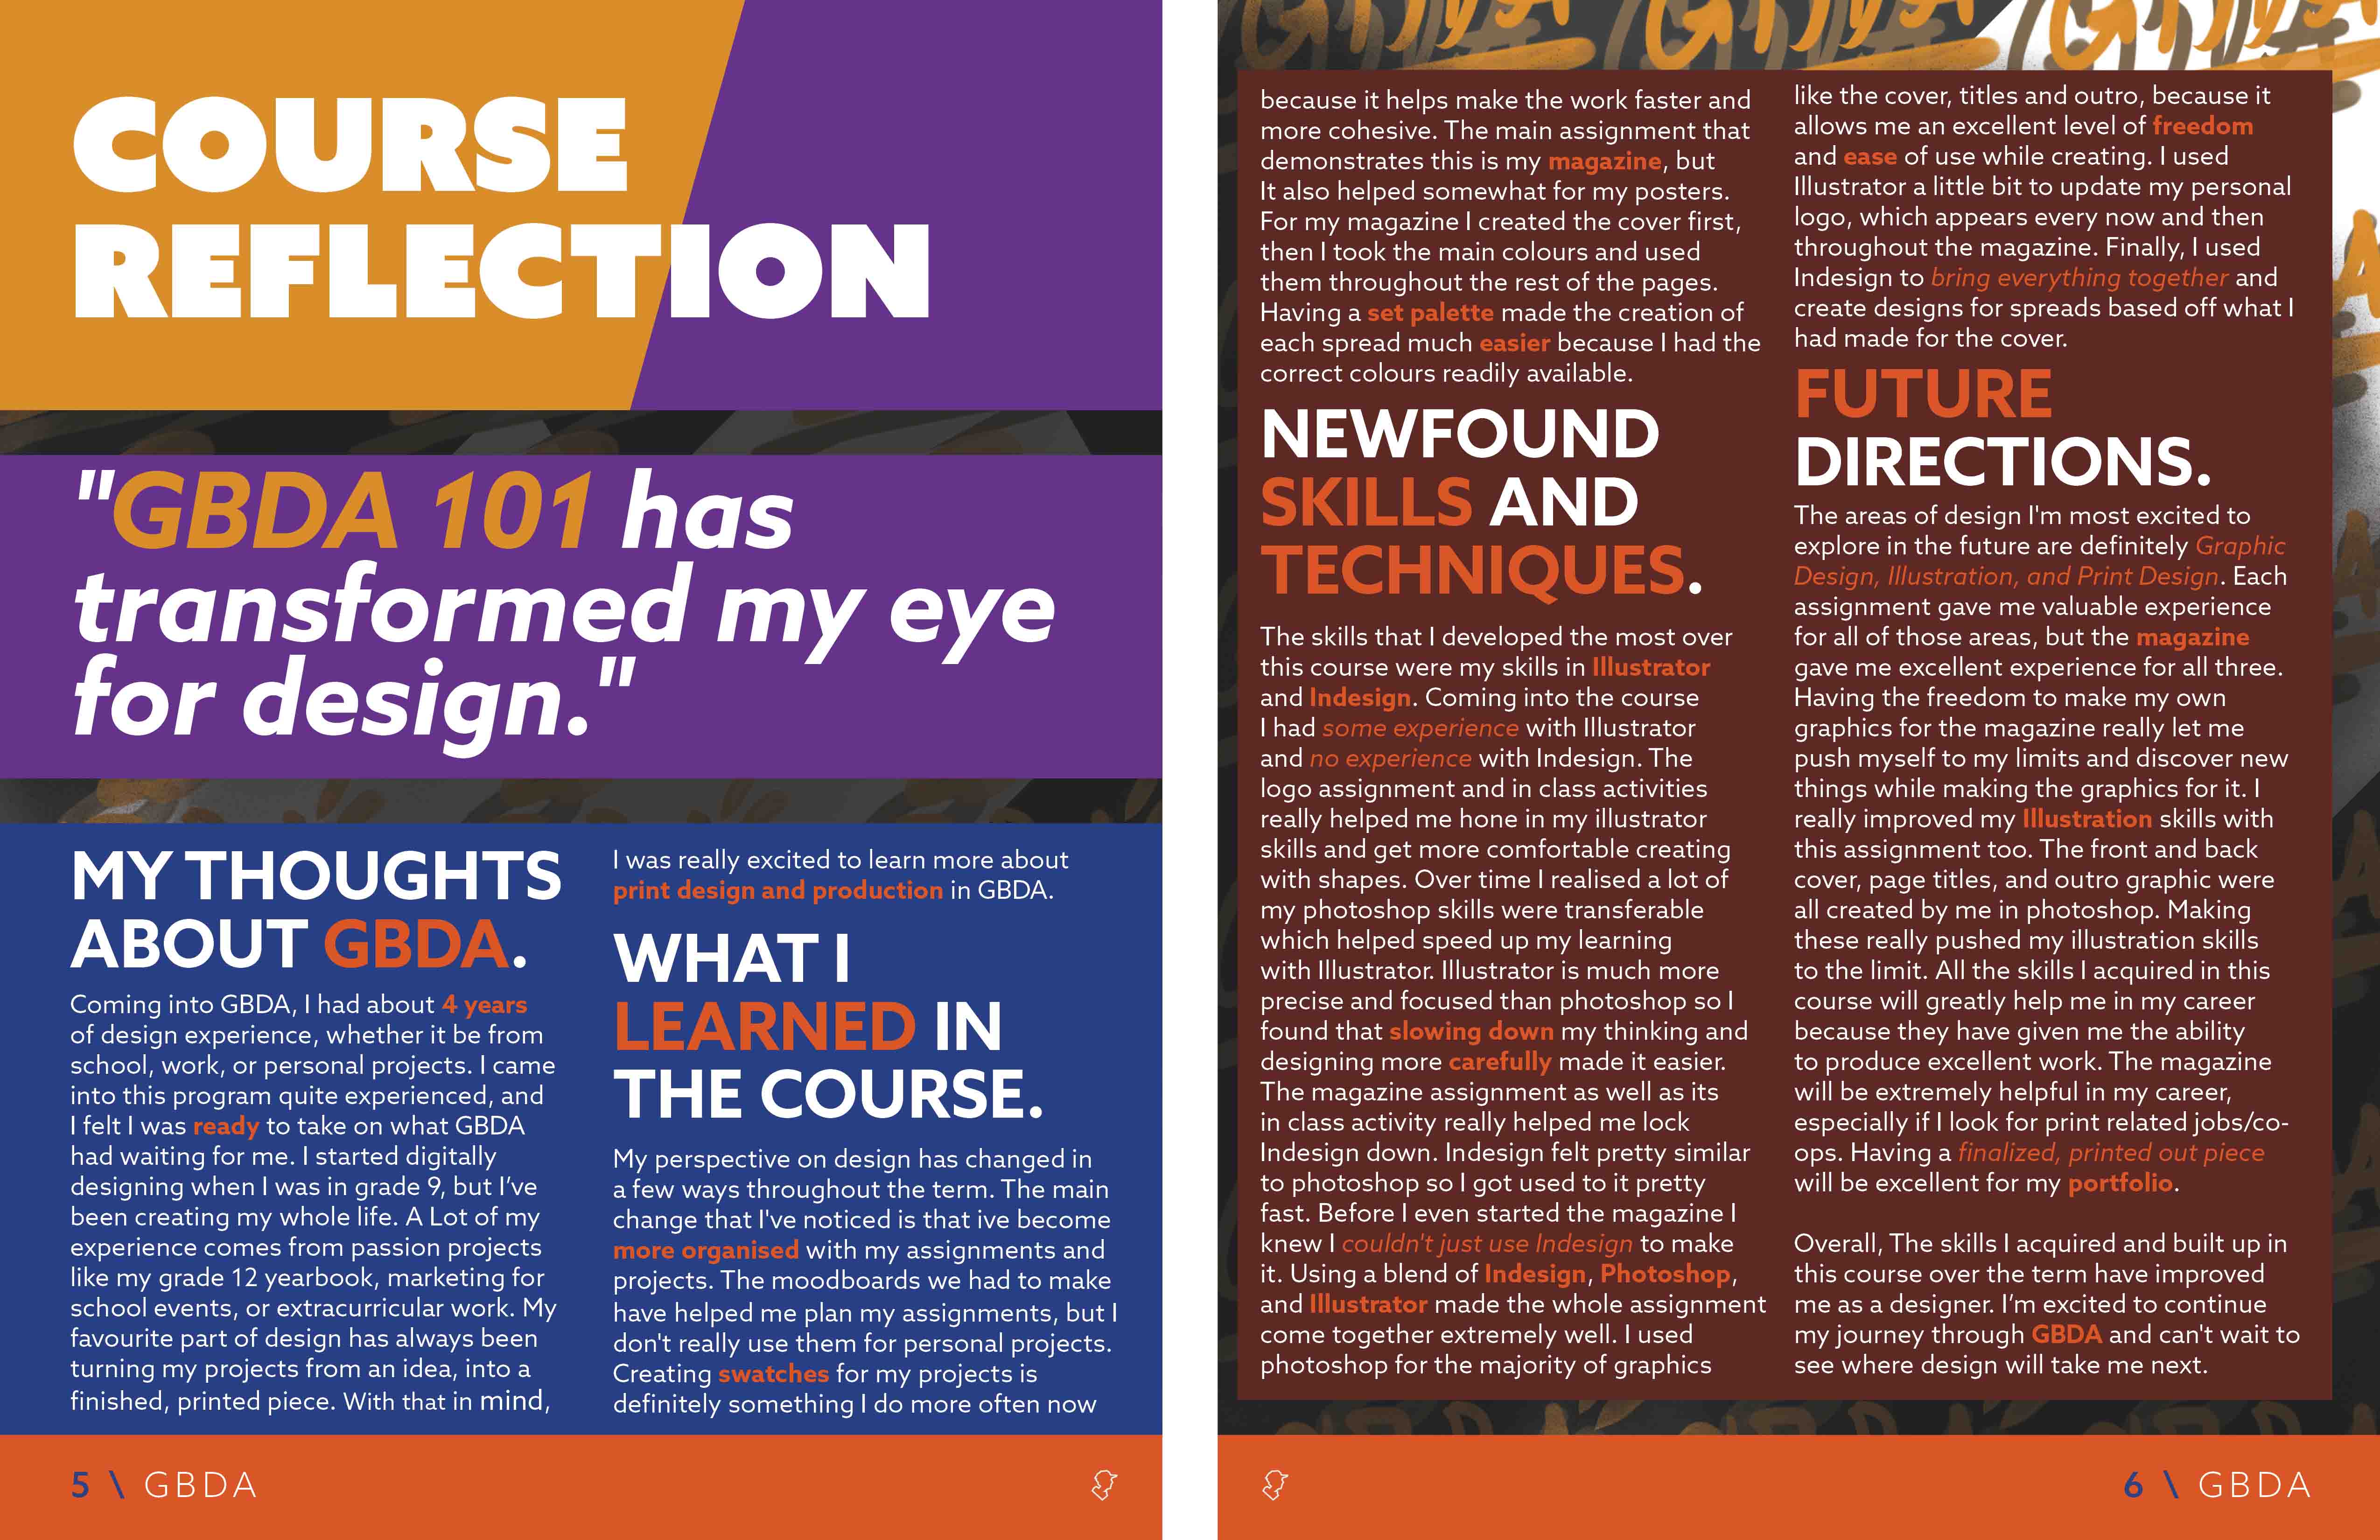 COURSE
REFLECTION
"GBDA 101 has
transformed my eye
for design."
MY THOUGHTS
ABOUT GBDA.
Coming into GBDA, I had about 4 years
of design experience, whether it be from
school, work, or personal projects. I came
into this program quite experienced, and
I felt I was ready to take on what GBDA
had waiting for me. I started digitally
designing when I was in grade 9, but I’ve
been creating my whole life. A Lot of my
experience comes from passion projects
like my grade 12 yearbook, marketing for
school events, or extracurricular work. My
favourite part of design has always been
turning my projects from an idea, into a
finished, printed piece. With that in mind,
I was really excited to learn more about
print design and production in GBDA.
WHAT I
LEARNED IN
THE COURSE.
My perspective on design has changed in
a few ways throughout the term. The main
change that I've noticed is that ive become
more organised with my assignments and
projects. The moodboards we had to make
have helped me plan my assignments, but I
don't really use them for personal projects.
Creating swatches for my projects is
definitely something I do more often now
5 \ GBDA
because it helps make the work faster and
more cohesive. The main assignment that
demonstrates this is my magazine, but
It also helped somewhat for my posters.
For my magazine I created the cover first,
then I took the main colours and used
them throughout the rest of the pages.
Having a set palette made the creation of
each spread much easier because I had the
correct colours readily available.
NEWFOUND
SKILLS AND
TECHNIQUES.
The skills that I developed the most over
this course were my skills in Illustrator
and Indesign. Coming into the course
I had some experience with Illustrator
and no experience with Indesign. The
logo assignment and in class activities
really helped me hone in my illustrator
skills and get more comfortable creating
with shapes. Over time I realised a lot of
my photoshop skills were transferable
which helped speed up my learning
with Illustrator. Illustrator is much more
precise and focused than photoshop so I
found that slowing down my thinking and
designing more carefully made it easier.
The magazine assignment as well as its
in class activity really helped me lock
Indesign down. Indesign felt pretty similar
to photoshop so I got used to it pretty
fast. Before I even started the magazine I
knew I couldn't just use Indesign to make
it. Using a blend of Indesign, Photoshop,
and Illustrator made the whole assignment
come together extremely well. I used
photoshop for the majority of graphics
like the cover, titles and outro, because it
allows me an excellent level of freedom
and ease of use while creating. I used
Illustrator a little bit to update my personal
logo, which appears every now and then
throughout the magazine. Finally, I used
Indesign to bring everything together and
create designs for spreads based off what I
had made for the cover.
FUTURE
DIRECTIONS.
The areas of design I'm most excited to
explore in the future are definitely Graphic
Design, Illustration, and Print Design. Each
assignment gave me valuable experience
for all of those areas, but the magazine
gave me excellent experience for all three.
Having the freedom to make my own
graphics for the magazine really let me
push myself to my limits and discover new
things while making the graphics for it. I
really improved my Illustration skills with
this assignment too. The front and back
cover, page titles, and outro graphic were
all created by me in photoshop. Making
these really pushed my illustration skills
to the limit. All the skills I acquired in this
course will greatly help me in my career
because they have given me the ability
to produce excellent work. The magazine
will be extremely helpful in my career,
especially if I look for print related jobs/co-
ops. Having a finalized, printed out piece
will be excellent for my portfolio.
Overall, The skills I acquired and built up in
this course over the term have improved
me as a designer. I’m excited to continue
my journey through GBDA and can't wait to
see where design will take me next.
6 \ GBDA